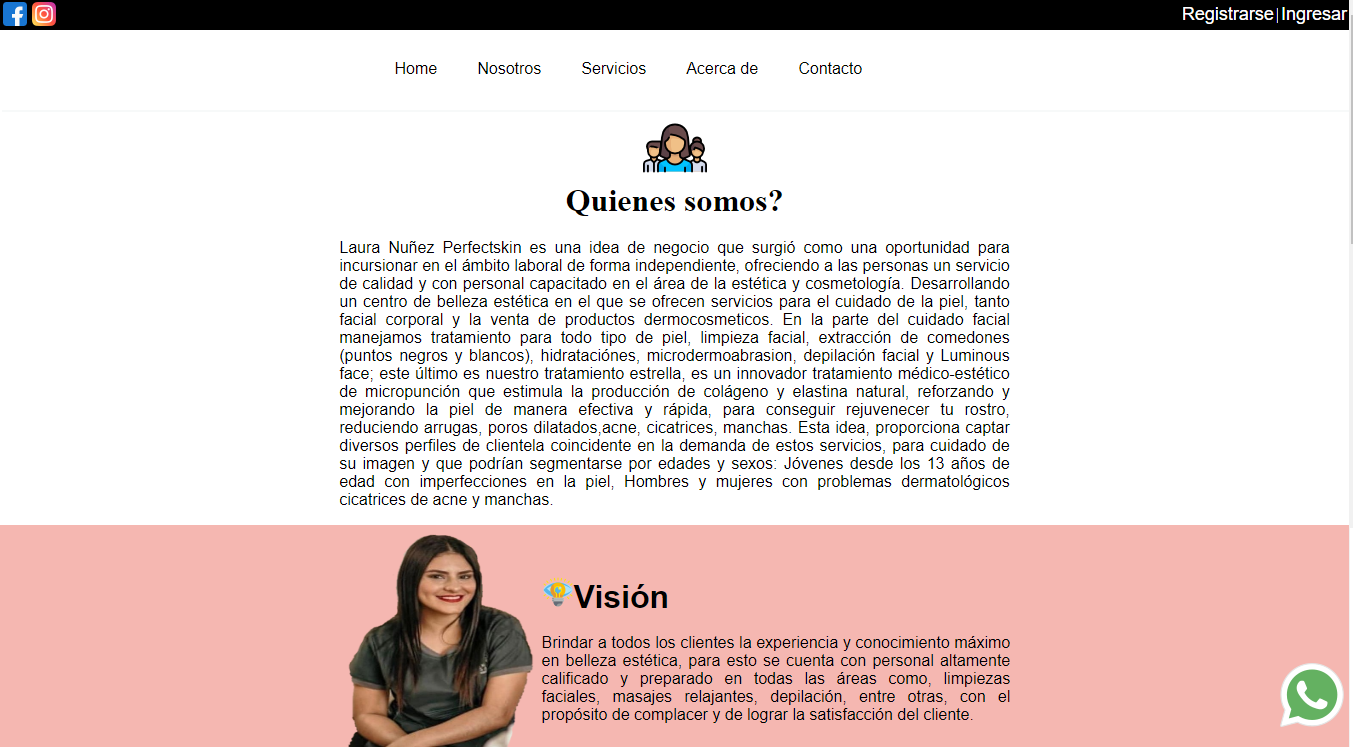 Registrarse|Ingresar
Home Nosotros Servicios Acerca de Contacto
Quienes somos?
Laura Nuñez Perfectskin es una idea de negocio que surgió como una oportunidad para
incursionar en el ámbito laboral de forma independiente, ofreciendo a las personas un servicio
de calidad y con personal capacitado en el área de la estética y cosmetología. Desarrollando
un centro de belleza estética en el que se ofrecen servicios para el cuidado de la piel, tanto
facial corporal y la venta de productos dermocosmeticos. En la parte del cuidado facial
manejamos tratamiento para todo tipo de piel, limpieza facial, extracción de comedones
(puntos negros y blancos), hidrataciónes, microdermoabrasion, depilación facial y Luminous
face; este último es nuestro tratamiento estrella, es un innovador tratamiento médico-estético
de micropunción que estimula la producción de colágeno y elastina natural, reforzando y
mejorando la piel de manera efectiva y rápida, para conseguir rejuvenecer tu rostro,
reduciendo arrugas, poros dilatados,acne, cicatrices, manchas. Esta idea, proporciona captar
diversos perfiles de clientela coincidente en la demanda de estos servicios, para cuidado de
su imagen y que podrían segmentarse por edades y sexos: Jóvenes desde los 13 años de
edad con imperfecciones en la piel, Hombres y mujeres con problemas dermatológicos
cicatrices de acne y manchas.
Visión
Brindar a todos los clientes la experiencia y conocimiento máximo
en belleza estética, para esto se cuenta con personal altamente
calificado y preparado en todas las áreas como, limpiezas
faciales, masajes relajantes, depilación, entre otras, con el
propósito de complacer y de lograr la satisfacción del cliente.